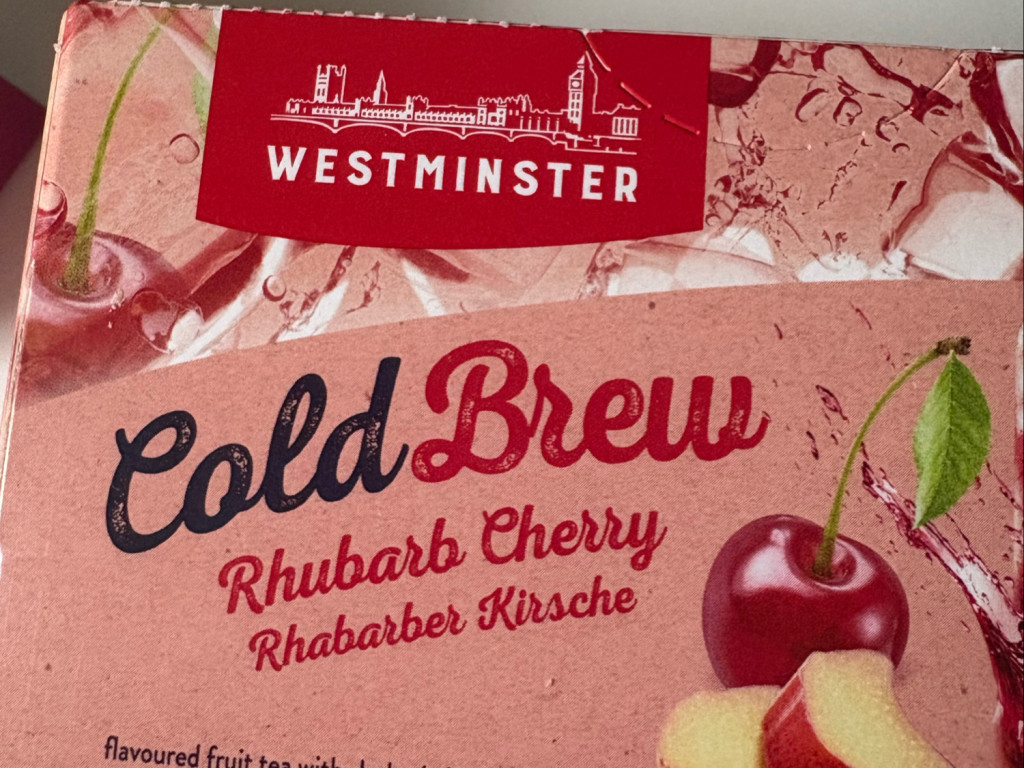 WESTMINSTER
Cold Brew
Rhubarb Cherry
Rhabarber Kirsche
flavoured fruit tea with